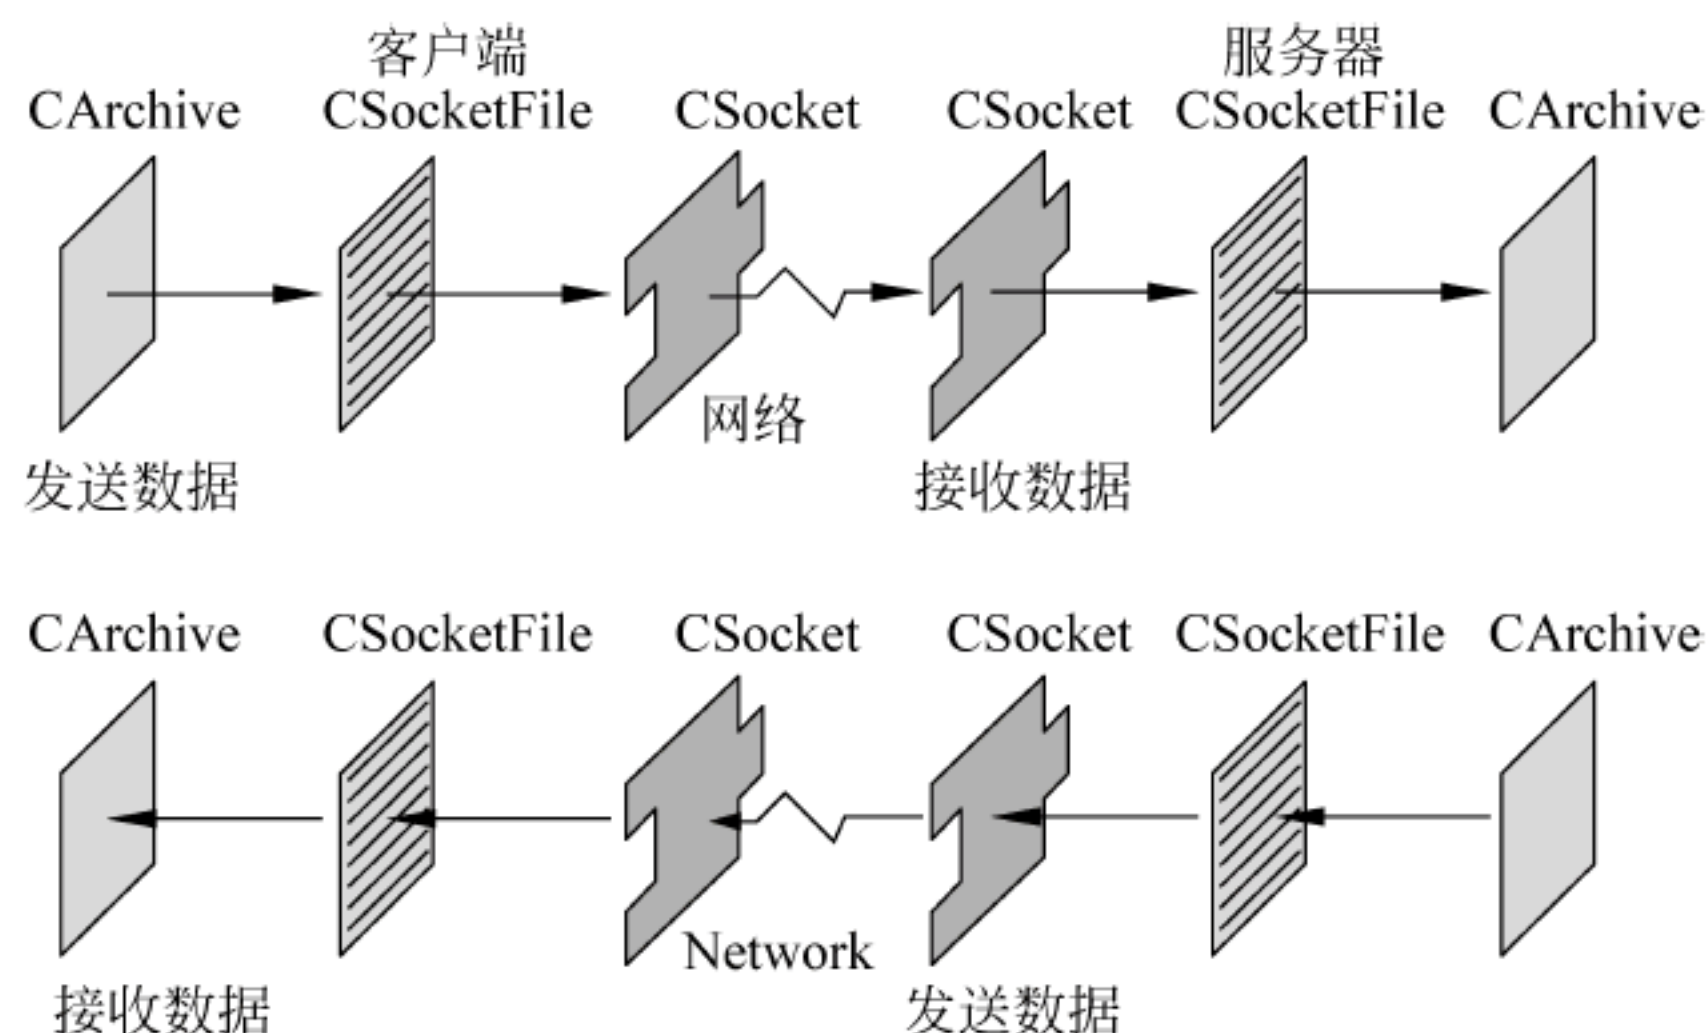 客户端 服务器
CArchive CSocketFile CSocket CSocket CSocketFile CArchive
网络
发送数据 接收数据
CArchive CSocketFile CSocket CSocket CSocketFile CArchive
Network
接收数据 发送数据